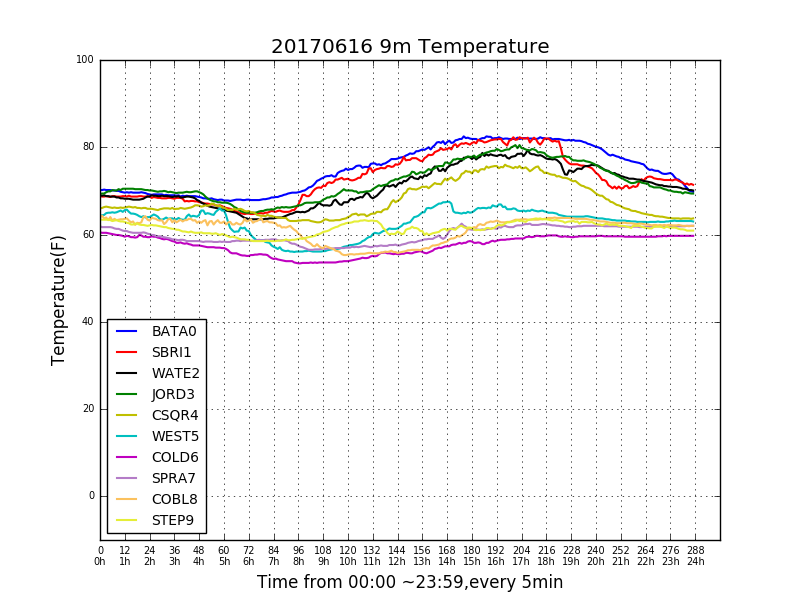 20170616 9m Temperature
100
80
60
40
20
0
Temperature(F)
BATA0
SBRI1
WATE2
JORD3
CSQR4
WEST5
COLD6
SPRA7
COBL8
STEP9
0 12 24 36 48 60 72 84 96 108 120 132 144 156 168 180 192 204 216 228 240 252 264 276 288
0h 1h 2h 3h 4h 5h 6h 7h 8h 9h 10h 11h 12h 13h 14h 15h 16h 17h 18h 19h 20h 21h 22h 23h 24h
Time from 00:00 ~23:59,every 5min